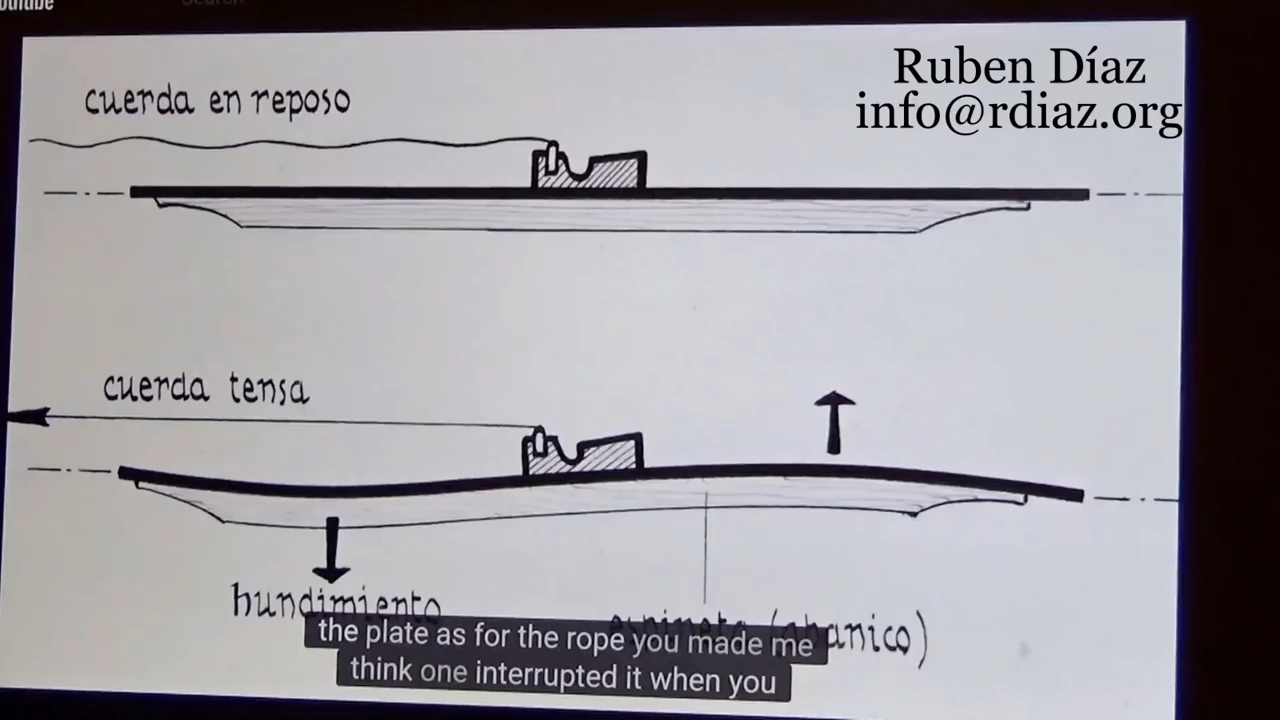 Ruben Díaz
info@rdiaz.org
cuerda en reposo
cuerda tensa
hundimiento
(abanico)
the plate as for the rope you made me
think one interrupted it when you